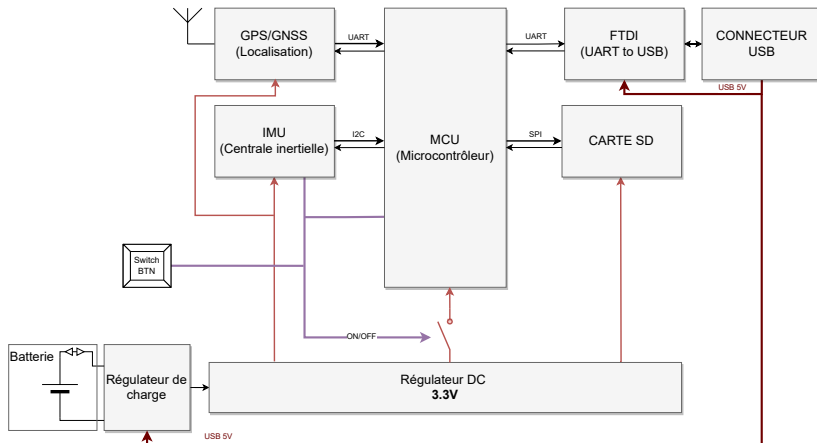 GPS/GNSS
(Localisation)
UART
MCU
(Microcontrôleur)
UART
FTDI
(UART to USB)
CONNECTEUR
USB
USB 5V
IMU
(Centrale inertielle)
I2C
SPI
CARTE SD
Switch
BTN
ON/OFF
Batterie
Régulateur de
charge
Régulateur DC
3.3V
USB 5V